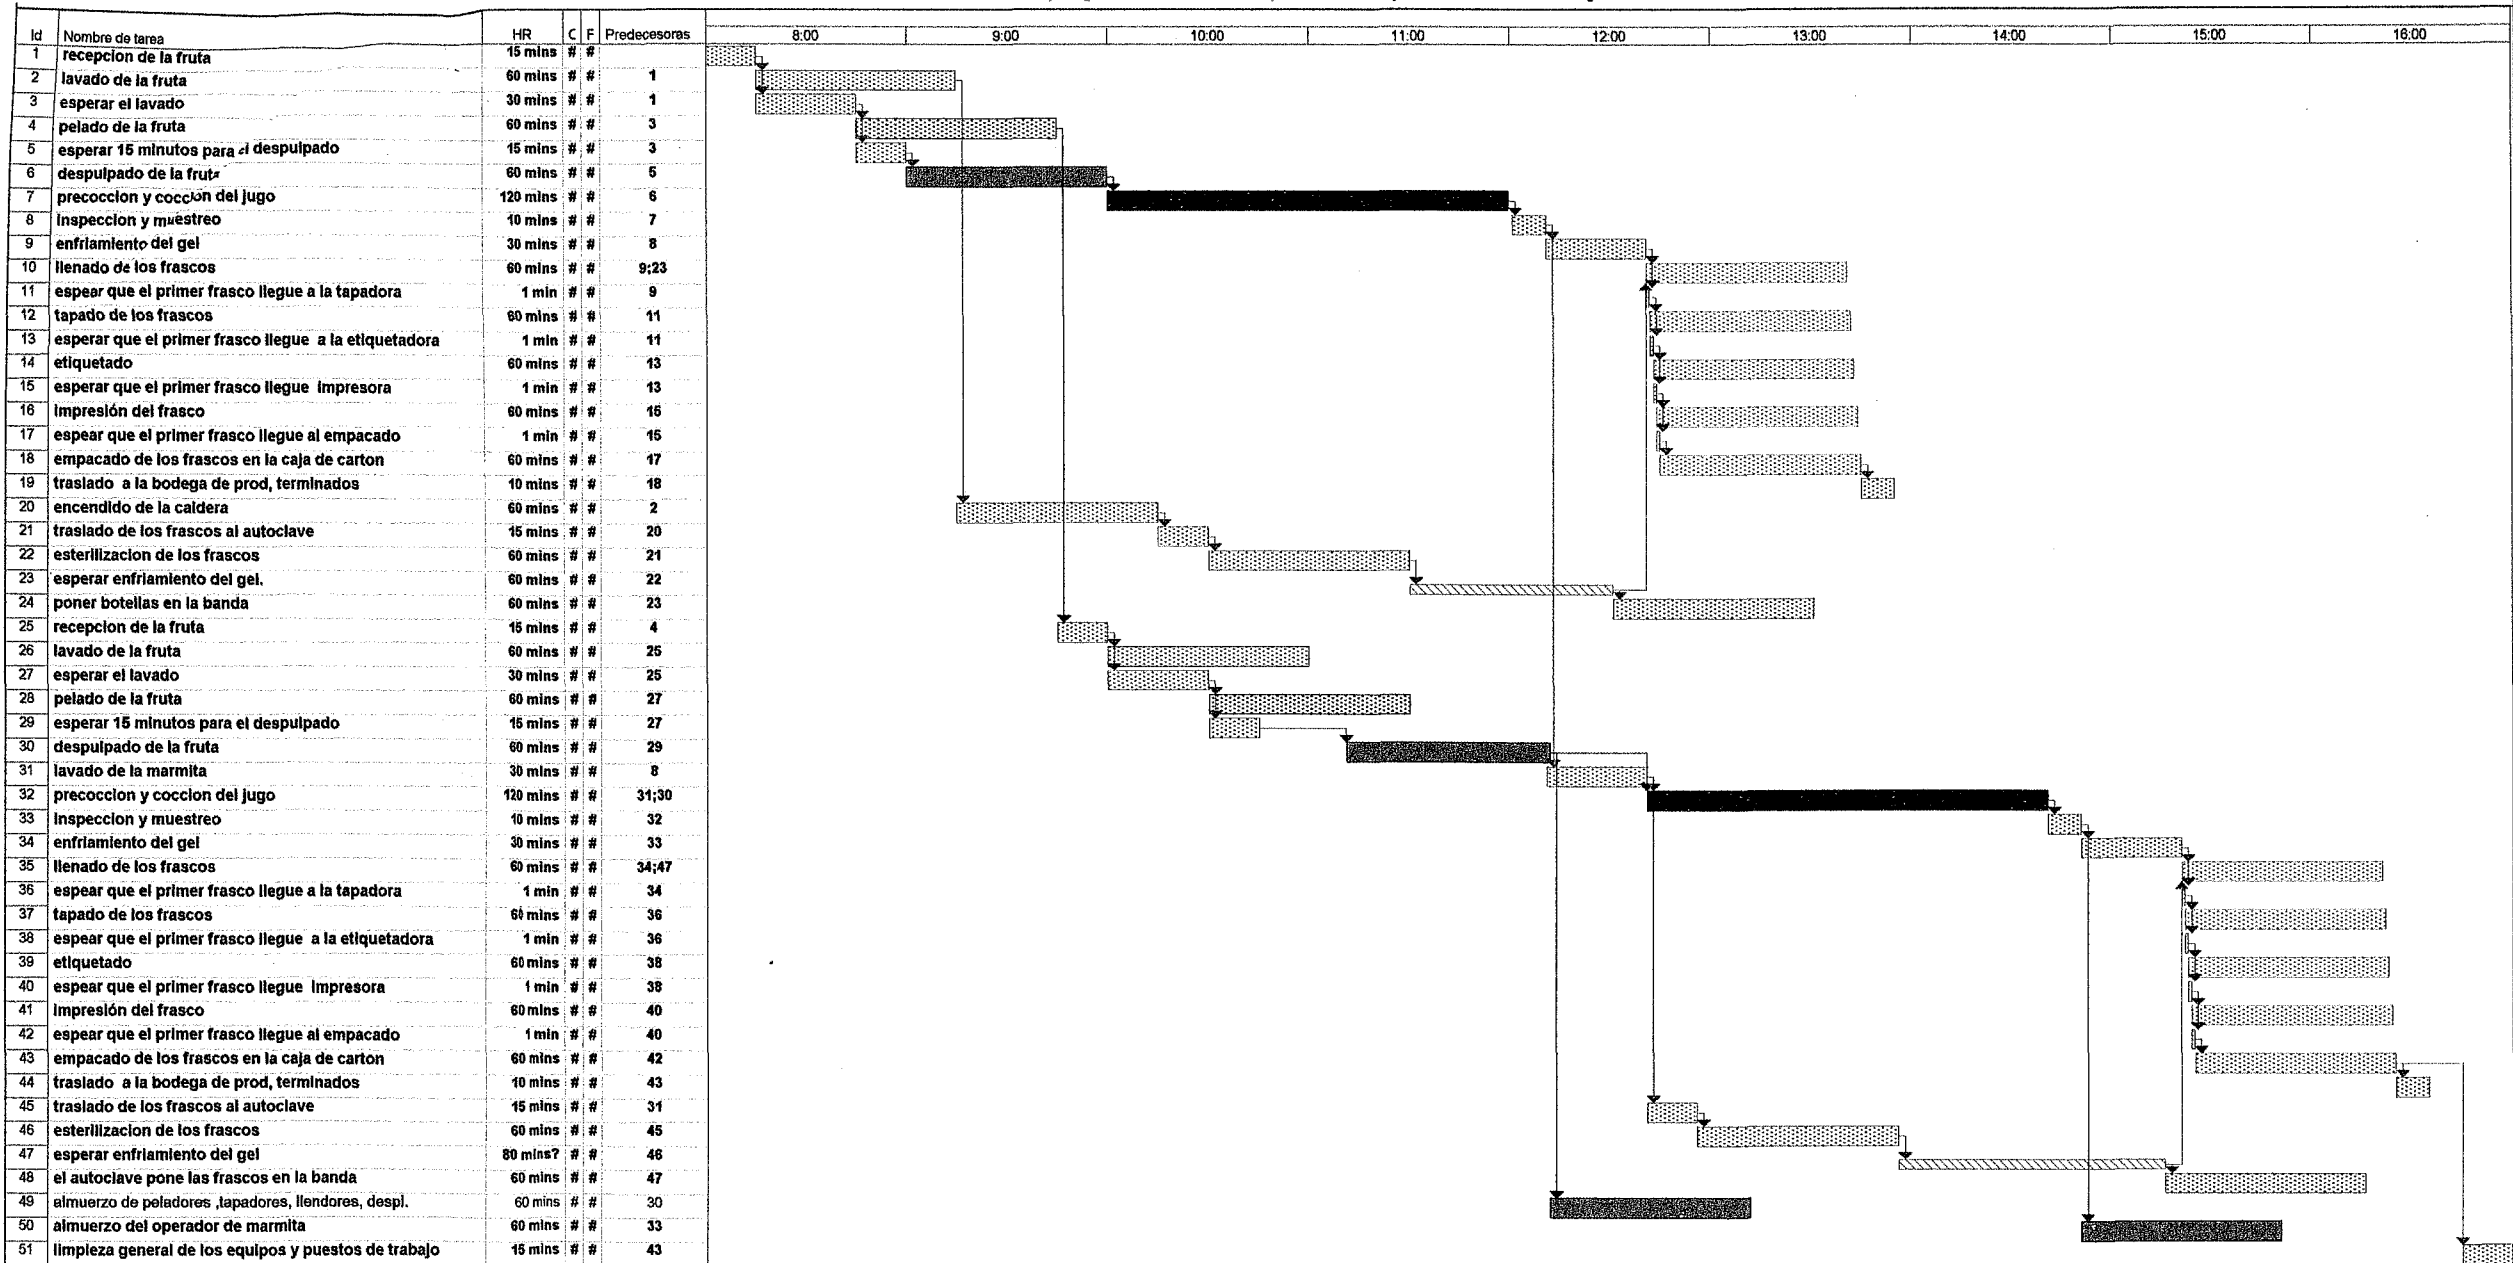 Id Nombre de tarea HR C F Predecesoras 8:00 9:00 10:00 11:00 12:00 13:00 14:00 15:00 16:00
1 recepcion de la fruta 15 mins # #
2 lavado de la fruta 60 mins # # 1
3 esperar el lavado 30 mins # # 1
4 pelado de la fruta 60 mins # # 3
5 esperar 15 minutos para el despulpado 15 mins # # 3
6 despulpado de la fruta 60 mins # # 5
7 precoccion y coccion del jugo 120 mins # # 6
8 inspeccion y muestreo 10 mins # # 7
9 enfriamiento del gel 30 mins # # 8
10 llenado de los frascos 60 mins # # 9;23
11 espear que el primer frasco llegue a la tapadora 1 min # # 9
12 tapado de los frascos 60 mins # # 11
13 esperar que el primer frasco llegue a la etiquetadora 1 min # # 11
14 etiquetado 60 mins # # 13
15 esperar que el primer frasco llegue impresora 1 min # # 13
16 impresión del frasco 60 mins # # 15
17 espear que el primer frasco llegue al empacado 1 min # # 15
18 empacado de los frascos en la caja de carton 60 mins # # 17
19 traslado a la bodega de prod, terminados 10 mins # # 18
20 encendido de la caldera 60 mins # # 2
21 traslado de los frascos al autoclave 15 mins # # 20
22 esterilizacion de los frascos 60 mins # # 21
23 esperar enfriamiento del gel. 60 mins # # 22
24 poner botellas en la banda 60 mins # # 23
25 recepcion de la fruta 15 mins # # 4
26 lavado de la fruta 60 mins # # 25
27 esperar el lavado 30 mins # # 25
28 pelado de la fruta 60 mins # # 27
29 esperar 15 minutos para el despulpado 15 mins # # 27
30 despulpado de la fruta 60 mins # # 29
31 lavado de la marmita 30 mins # # 8
32 precoccion y coccion del jugo 120 mins # # 31;30
33 inspeccion y muestreo 10 mins # # 32
34 enfriamiento del gel 30 mins # # 33
35 llenado de los frascos 60 mins # # 34;47
36 espear que el primer frasco llegue a la tapadora 1 min # # 34
37 tapado de los frascos 60 mins # # 36
38 espear que el primer frasco llegue a la etiquetadora 1 min # # 36
39 etiquetado 60 mins # # 38
40 espear que el primer frasco llegue impresora 1 min # # 38
41 impresión del frasco 60 mins # # 40
42 espear que el primer frasco llegue al empacado 1 min # # 40
43 empacado de los frascos en la caja de carton 60 mins # # 42
44 traslado a la bodega de prod, terminados 10 mins # # 43
45 traslado de los frascos al autoclave 15 mins # # 31
46 esterilizacion de los frascos 60 mins # # 45
47 esperar enfriamiento del gel 80 mins? # # 46
48 el autoclave pone las frascos en la banda 60 mins # # 47
49 almuerzo de peladores ,tapadores, llendores, despl. 60 mins # # 30
50 almuerzo del operador de marmita 60 mins # # 33
51 limpieza general de los equipos y puestos de trabajo 15 mins # # 43